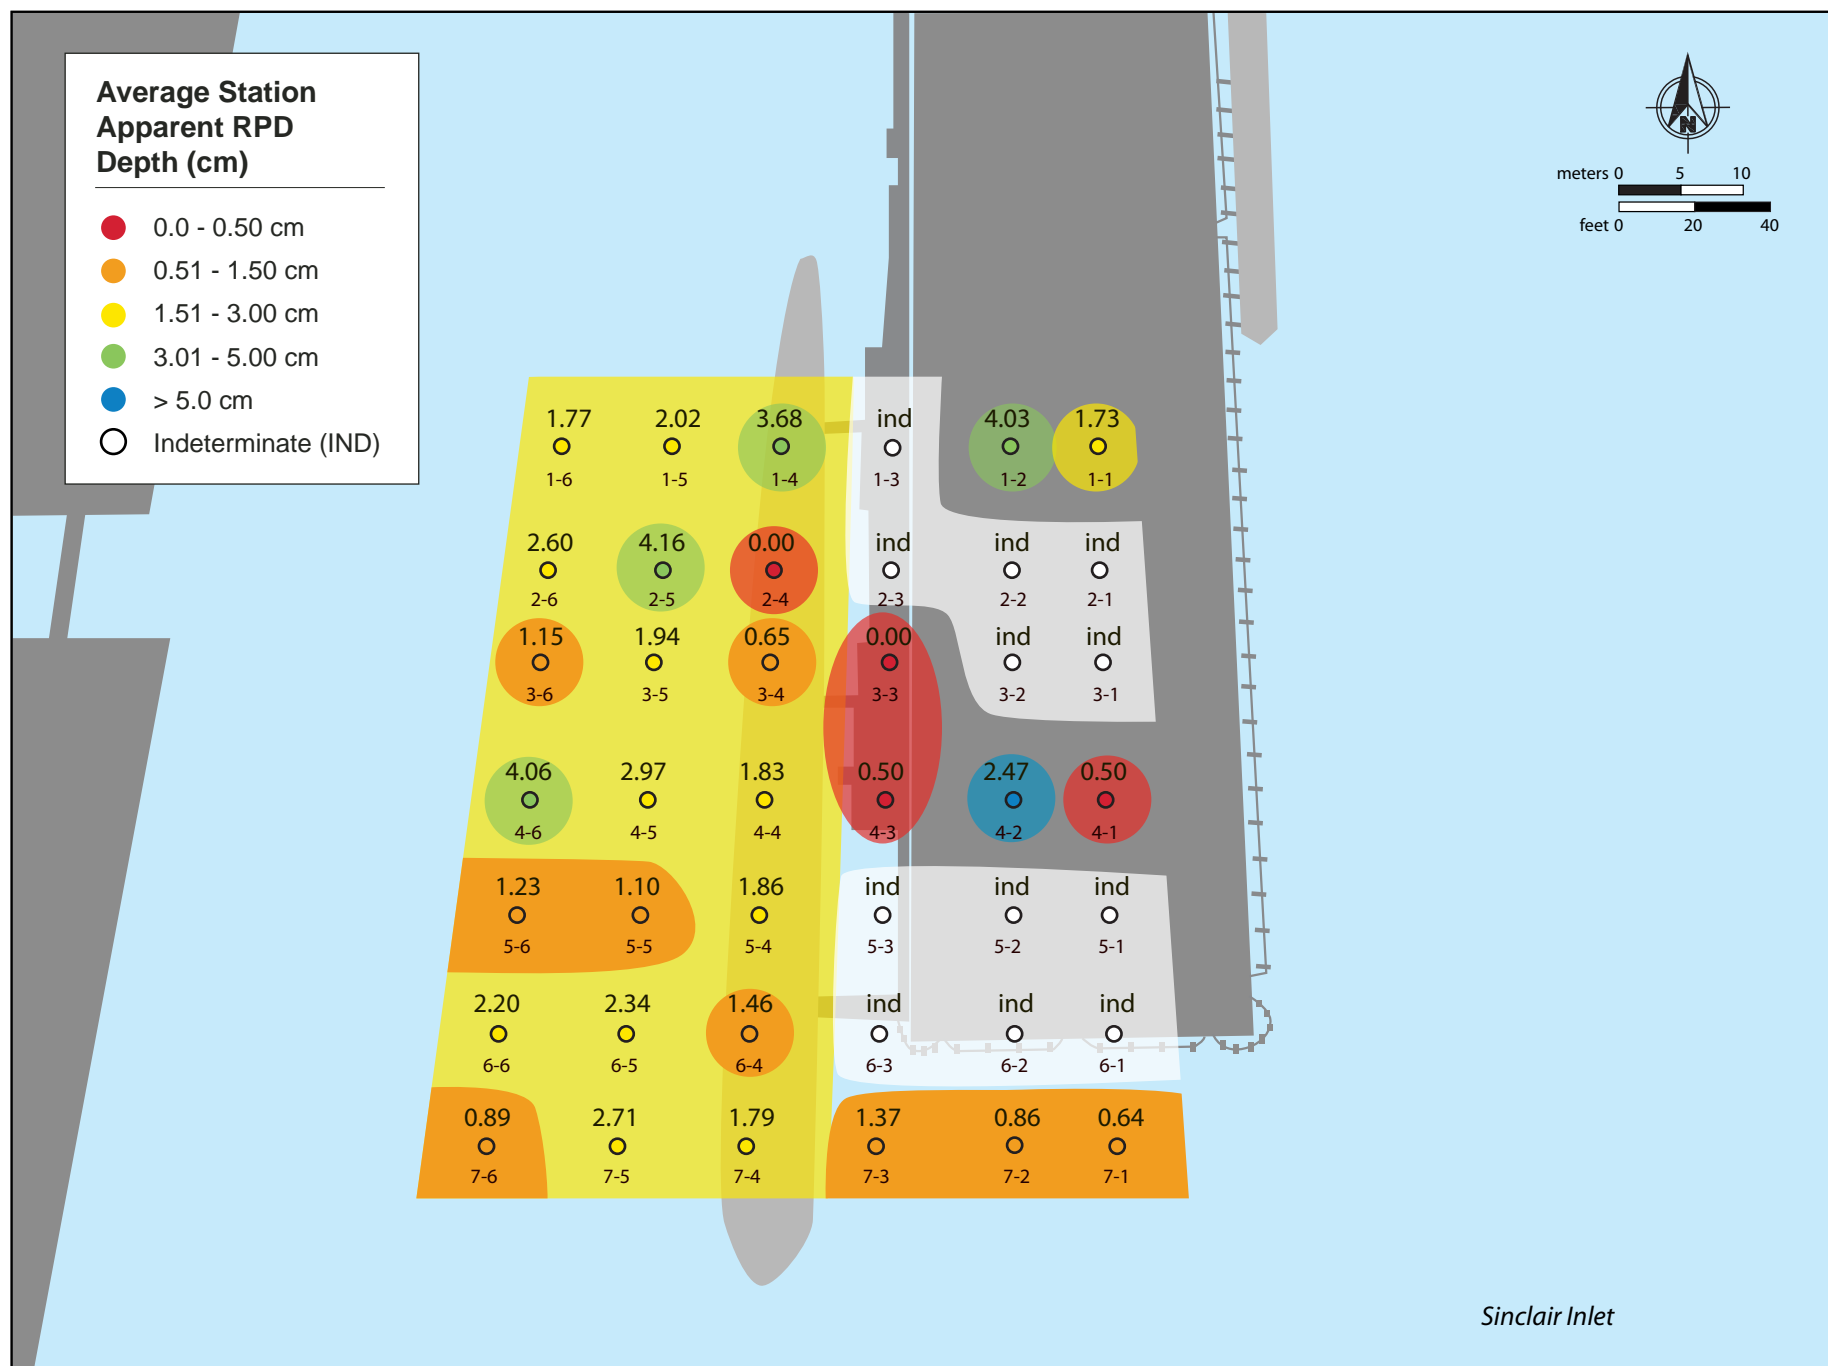 Average Station
Apparent RPD
Depth (cm)
0.0 - 0.50 cm
0.51 - 1.50 cm
1.51 - 3.00 cm
3.01 - 5.00 cm
> 5.0 cm
Indeterminate (IND)
N
meters 0 5 10
feet 0 20 40
1.77 2.02 3.68 ind 4.03 1.73
1-6 1-5 1-4 1-3 1-2 1-1
2.60 4.16 0.00 ind ind ind
2-6 2-5 2-4 2-3 2-2 2-1
1.15 1.94 0.65 0.00 ind ind
3-6 3-5 3-4 3-3 3-2 3-1
4.06 2.97 1.83 0.50 2.47 0.50
4-6 4-5 4-4 4-3 4-2 4-1
1.23 1.10 1.86 ind ind ind
5-6 5-5 5-4 5-3 5-2 5-1
2.20 2.34 1.46 ind ind ind
6-6 6-5 6-4 6-3 6-2 6-1
0.89 2.71 1.79 1.37 0.86 0.64
7-6 7-5 7-4 7-3 7-2 7-1
Sinclair Inlet